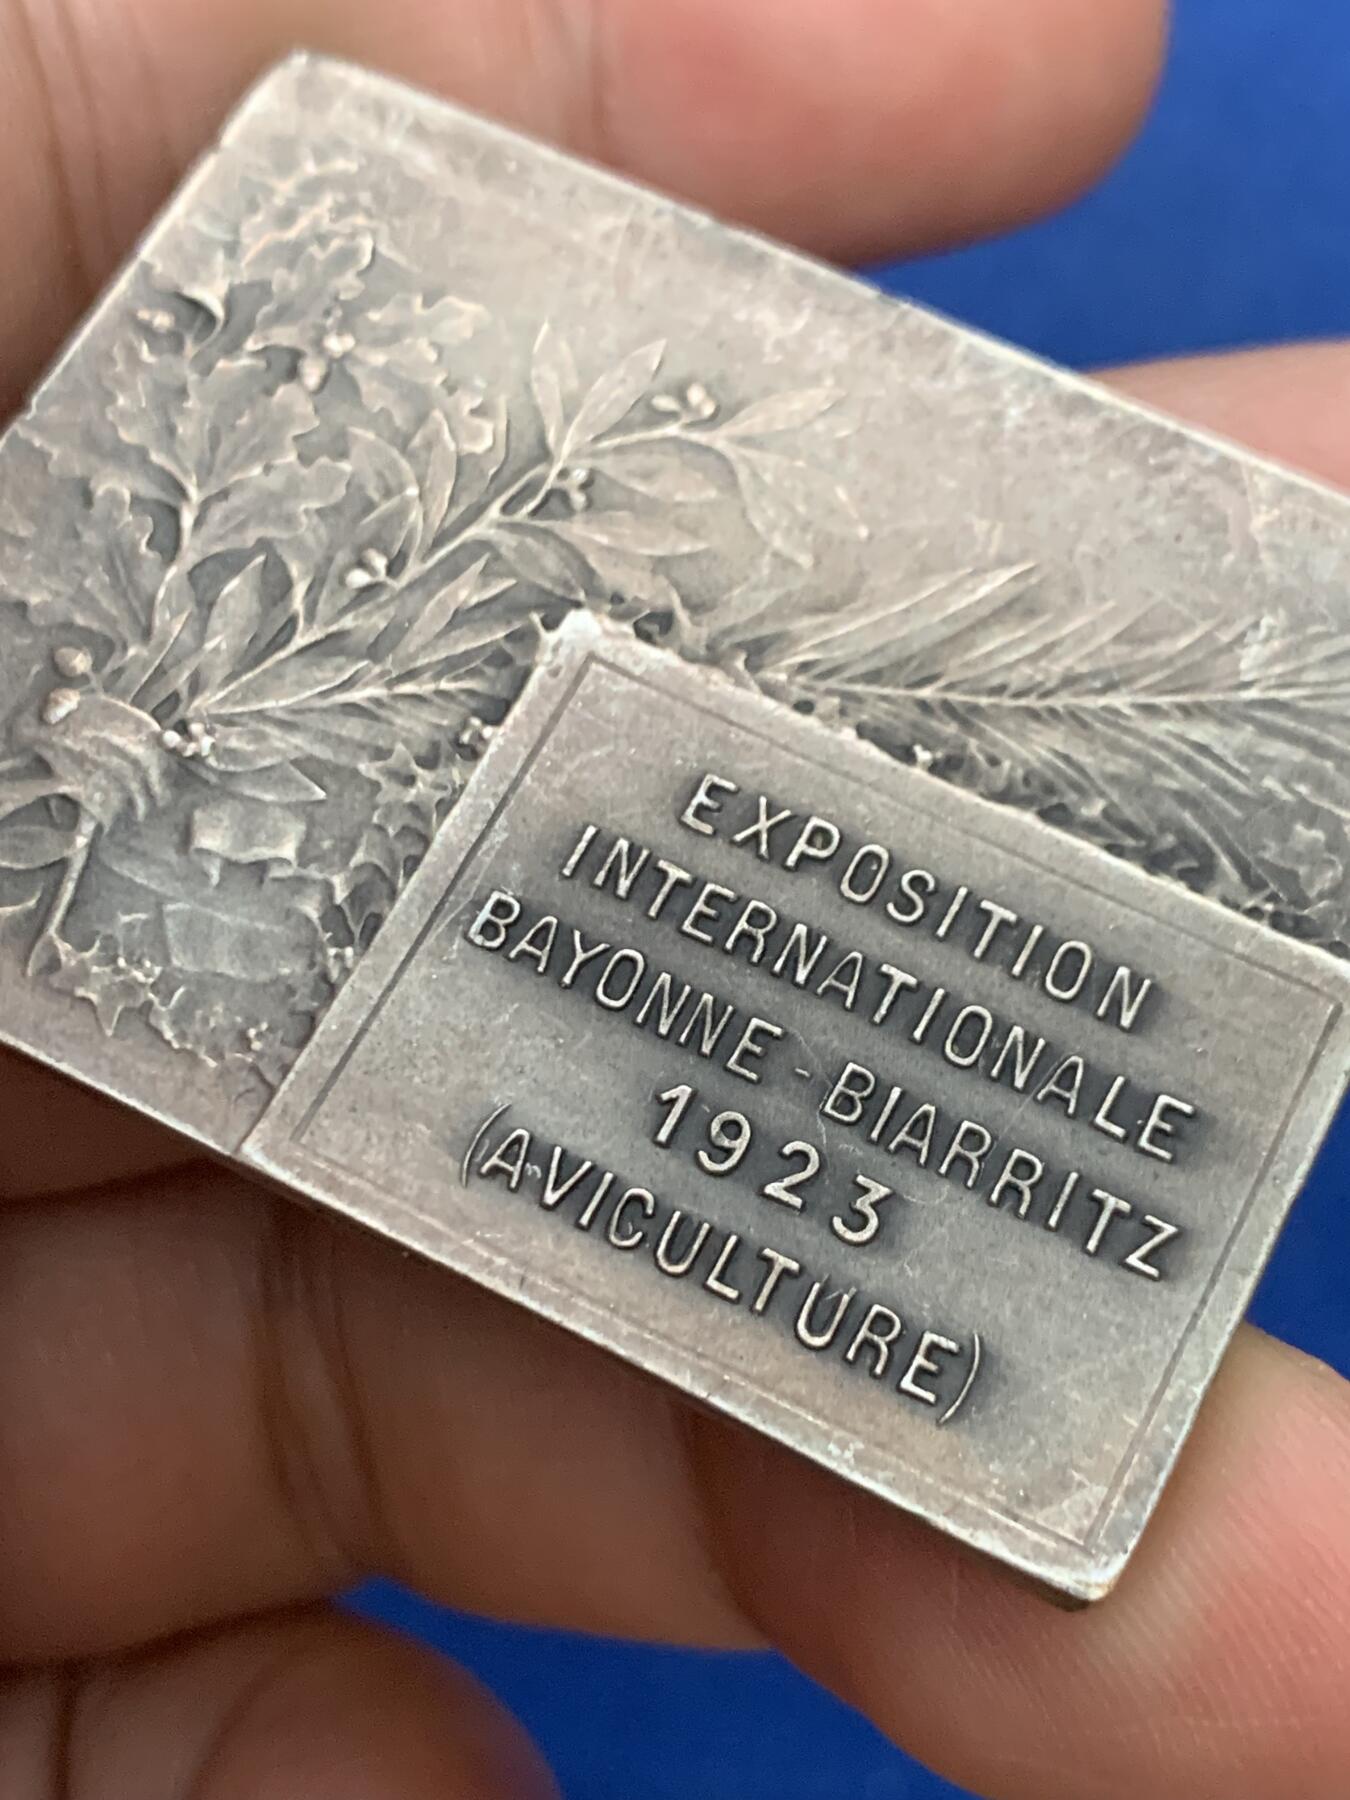 EXPOSITION
INTERNATIONALE
BAYONNE - BIARRITZ
1923
(AVICULTURE)